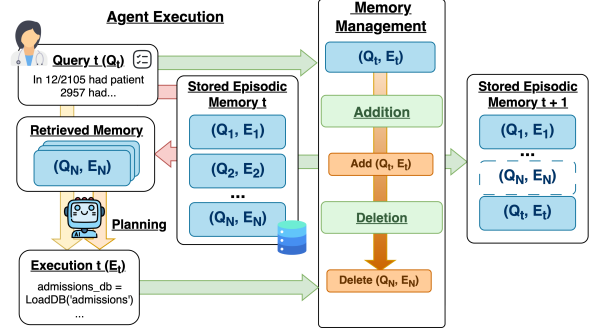 Agent Execution
Query t (Qt)
In 12/2105 had patient
2957 had...
Retrieved Memory
(QN, EN)
AI
Planning
Execution t (Et)
admissions_db =
LoadDB('admissions')
...
Stored Episodic
Memory t
(Q1, E1)
(Q2, E2)
...
(QN, EN)
Memory
Management
(Qt, Et)
Addition
Add (Qt, Et)
Deletion
Delete (QN, EN)
Stored Episodic
Memory t + 1
(Q1, E1)
...
(QN, EN)
(Qt, Et)